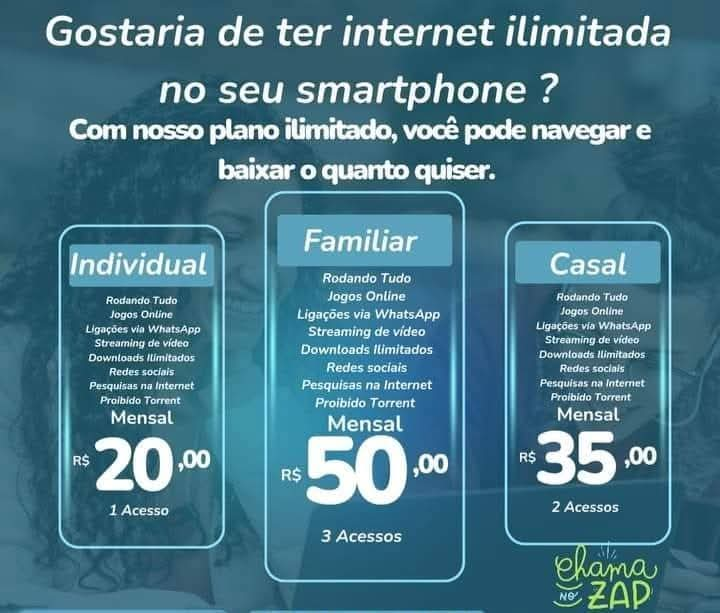 Gostaria de ter internet ilimitada
no seu smartphone ?
Com nosso plano ilimitado, você pode navegar e
baixar o quanto quiser.
Individual
Rodando Tudo
Jogos Online
Ligações via WhatsApp
Streaming de vídeo
Downloads Ilimitados
Redes sociais
Pesquisas na Internet
Proibido Torrent
Mensal
R$ 20,00
1 Acesso
Familiar
Rodando Tudo
Jogos Online
Ligações via WhatsApp
Streaming de vídeo
Downloads Ilimitados
Redes sociais
Pesquisas na Internet
Proibido Torrent
Mensal
R$ 50,00
3 Acessos
Casal
Rodando Tudo
Jogos Online
Ligações via WhatsApp
Streaming de vídeo
Downloads Ilimitados
Redes sociais
Pesquisas na Internet
Proibido Torrent
Mensal
R$ 35,00
2 Acessos
chama
no ZAP